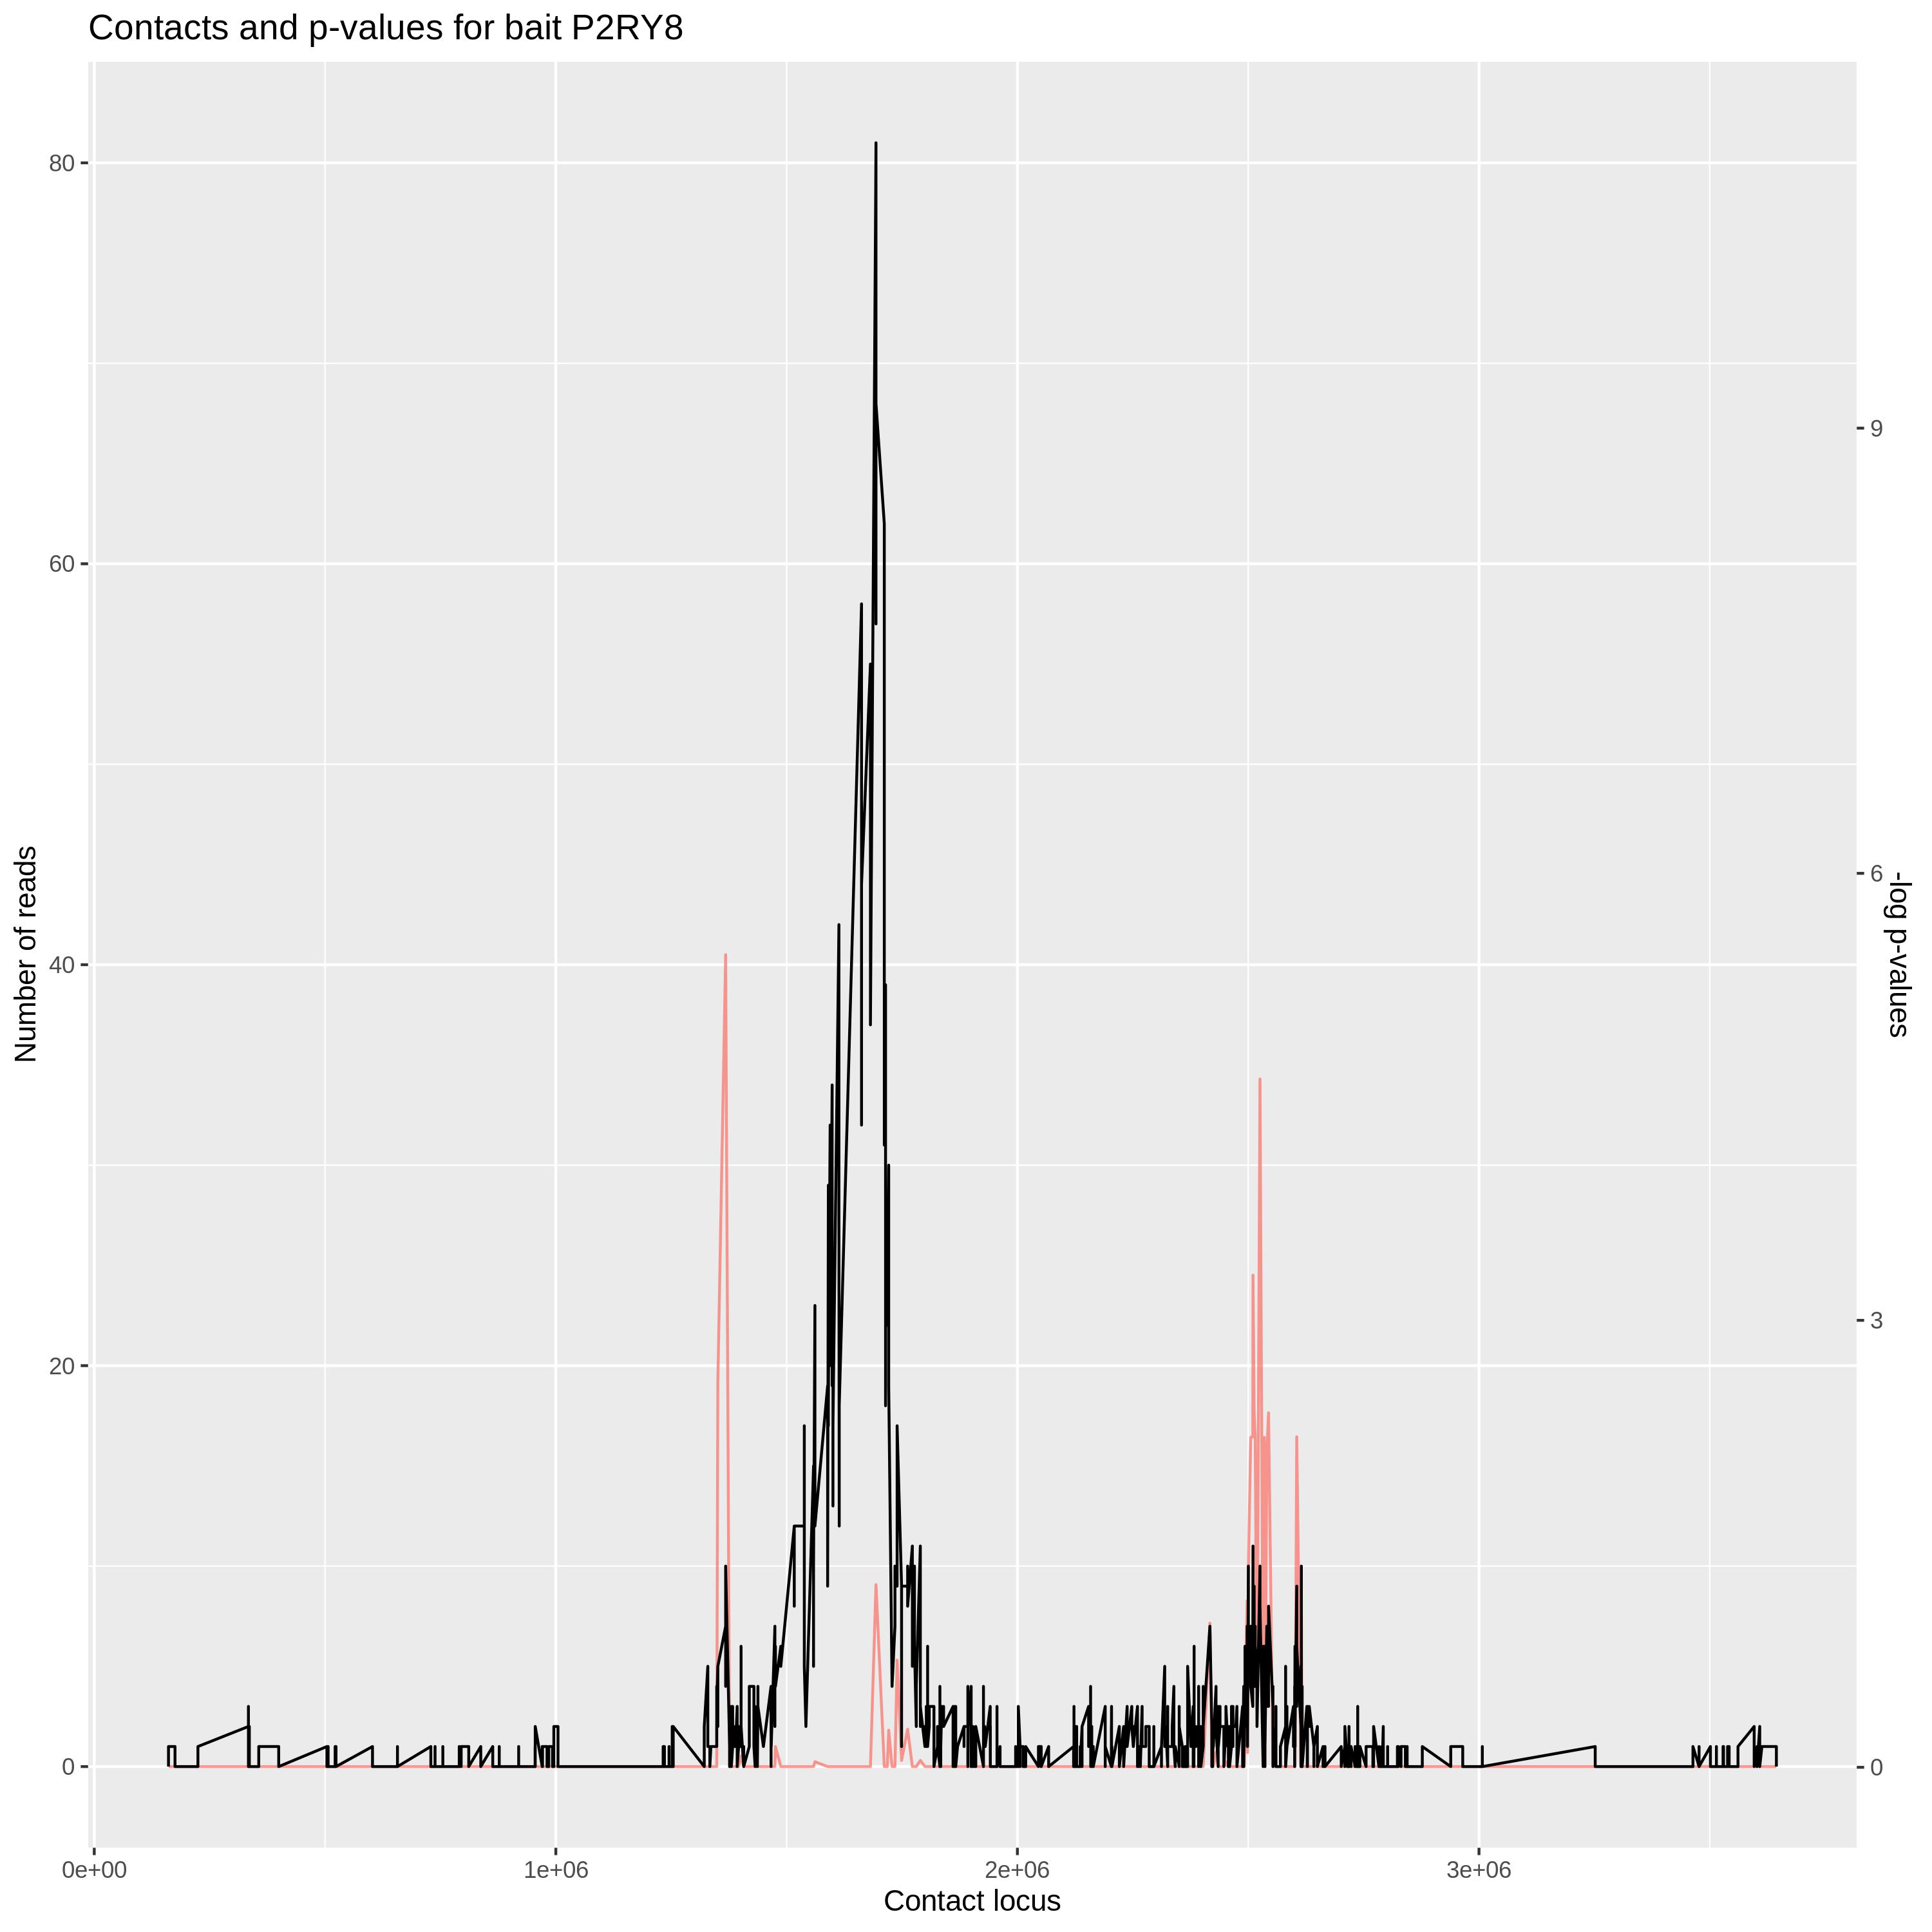 Contacts and p-values for bait P2RY8
80
60
40
20
0
Number of reads
9
6
3
0
-log p-values
0e+00
1e+06
2e+06
3e+06
Contact locus